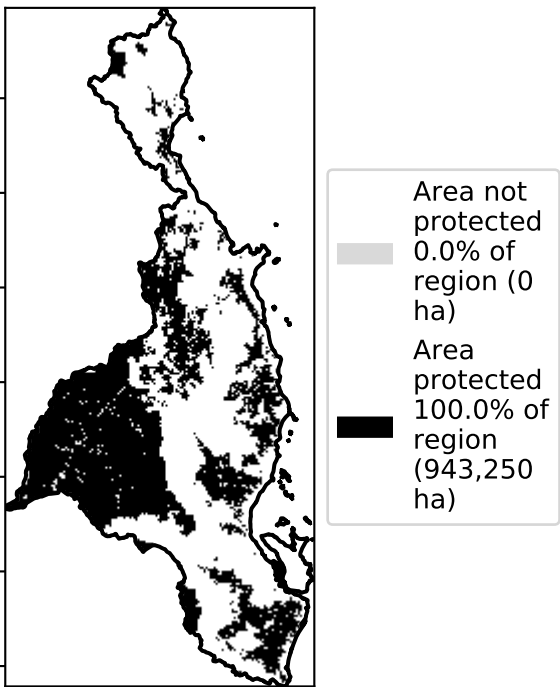 Area not
protected
0.0% of
region (0
ha)
Area
protected
100.0% of
region
(943,250
ha)